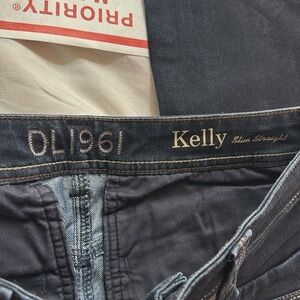 PRIORITY®
M
DL1961 Kelly Slim Straight